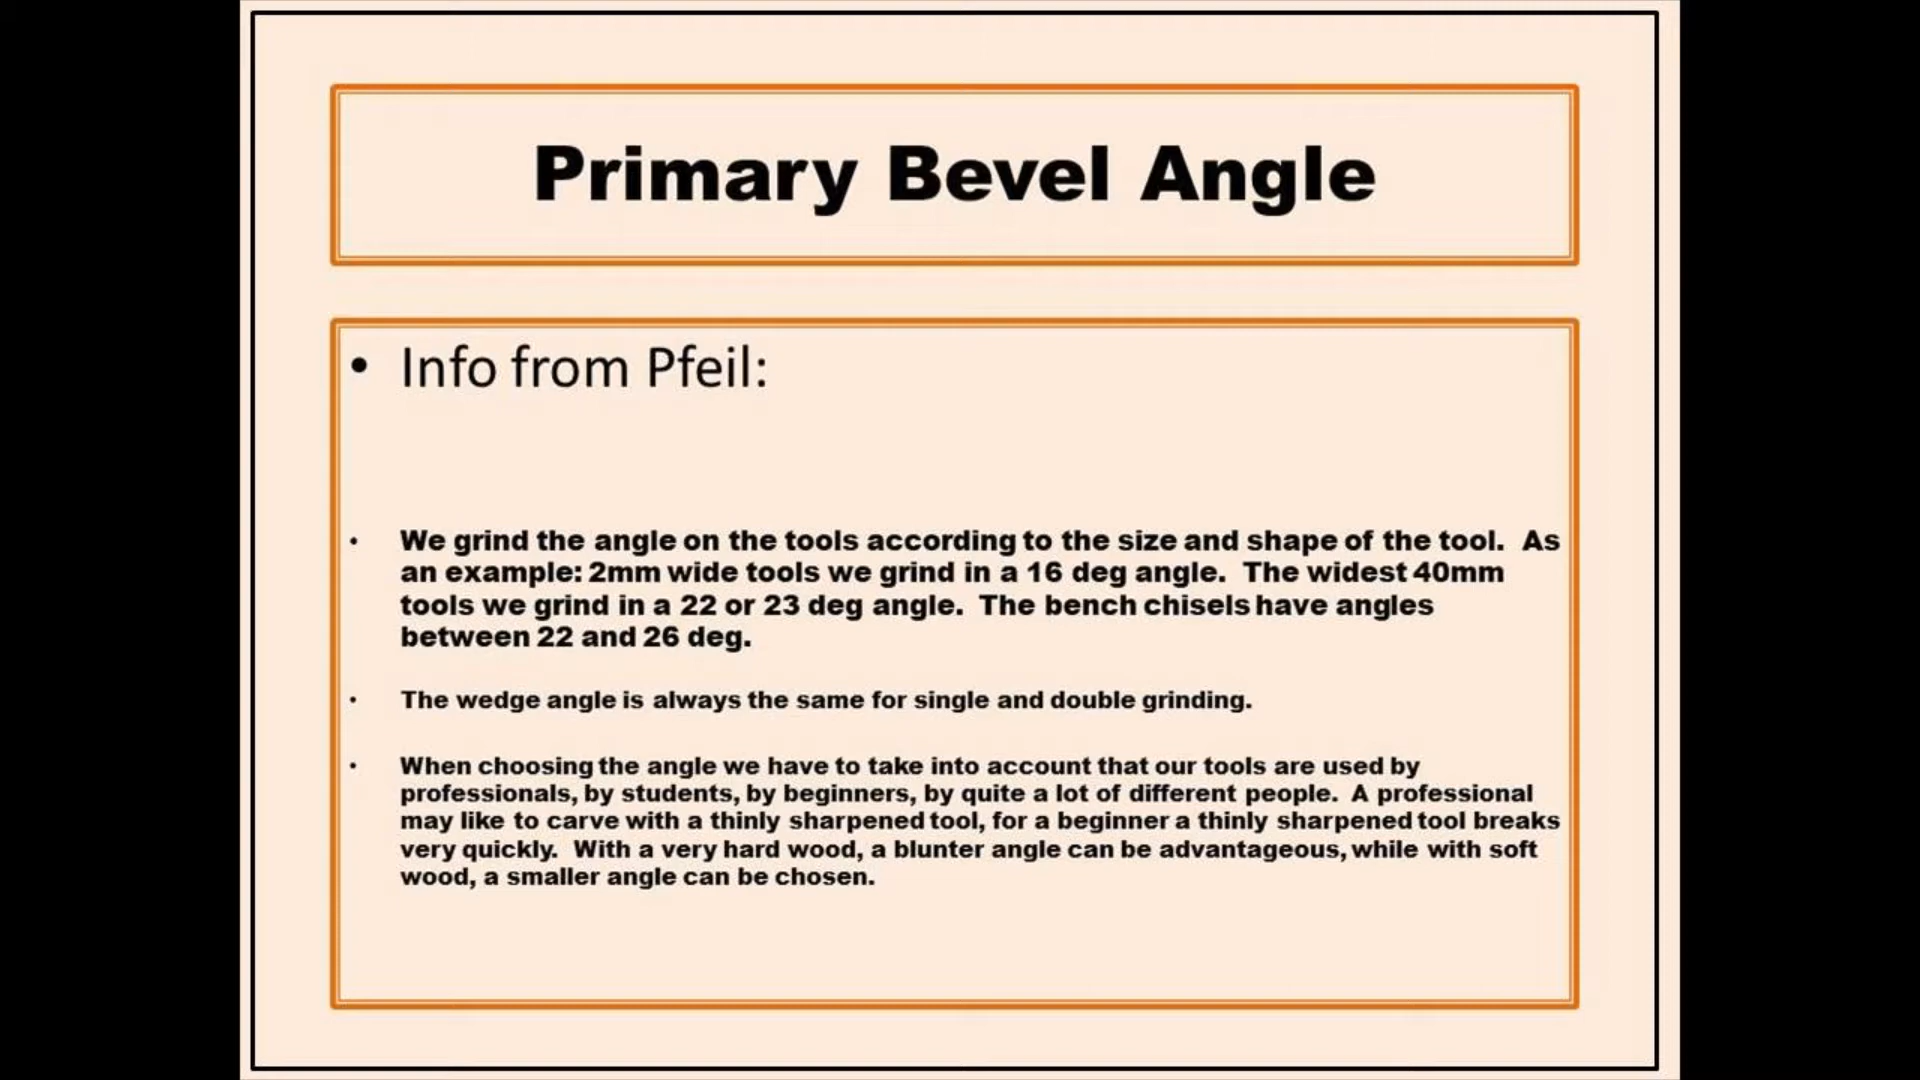 Primary Bevel Angle
• Info from Pfeil:
• We grind the angle on the tools according to the size and shape of the tool. As
an example: 2mm wide tools we grind in a 16 deg angle. The widest 40mm
tools we grind in a 22 or 23 deg angle. The bench chisels have angles
between 22 and 26 deg.
• The wedge angle is always the same for single and double grinding.
• When choosing the angle we have to take into account that our tools are used by
professionals, by students, by beginners, by quite a lot of different people. A professional
may like to carve with a thinly sharpened tool, for a beginner a thinly sharpened tool breaks
very quickly. With a very hard wood, a blunter angle can be advantageous, while with soft
wood, a smaller angle can be chosen.